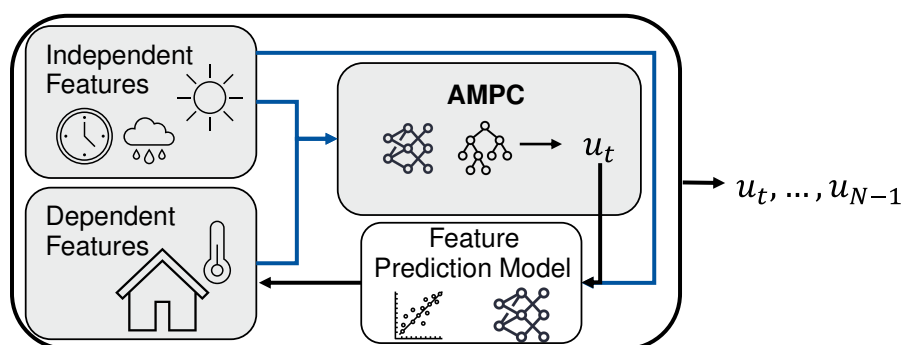 Independent
Features
AMPC
u_t
u_t, … , u_{N−1}
Dependent
Features
Feature
Prediction Model